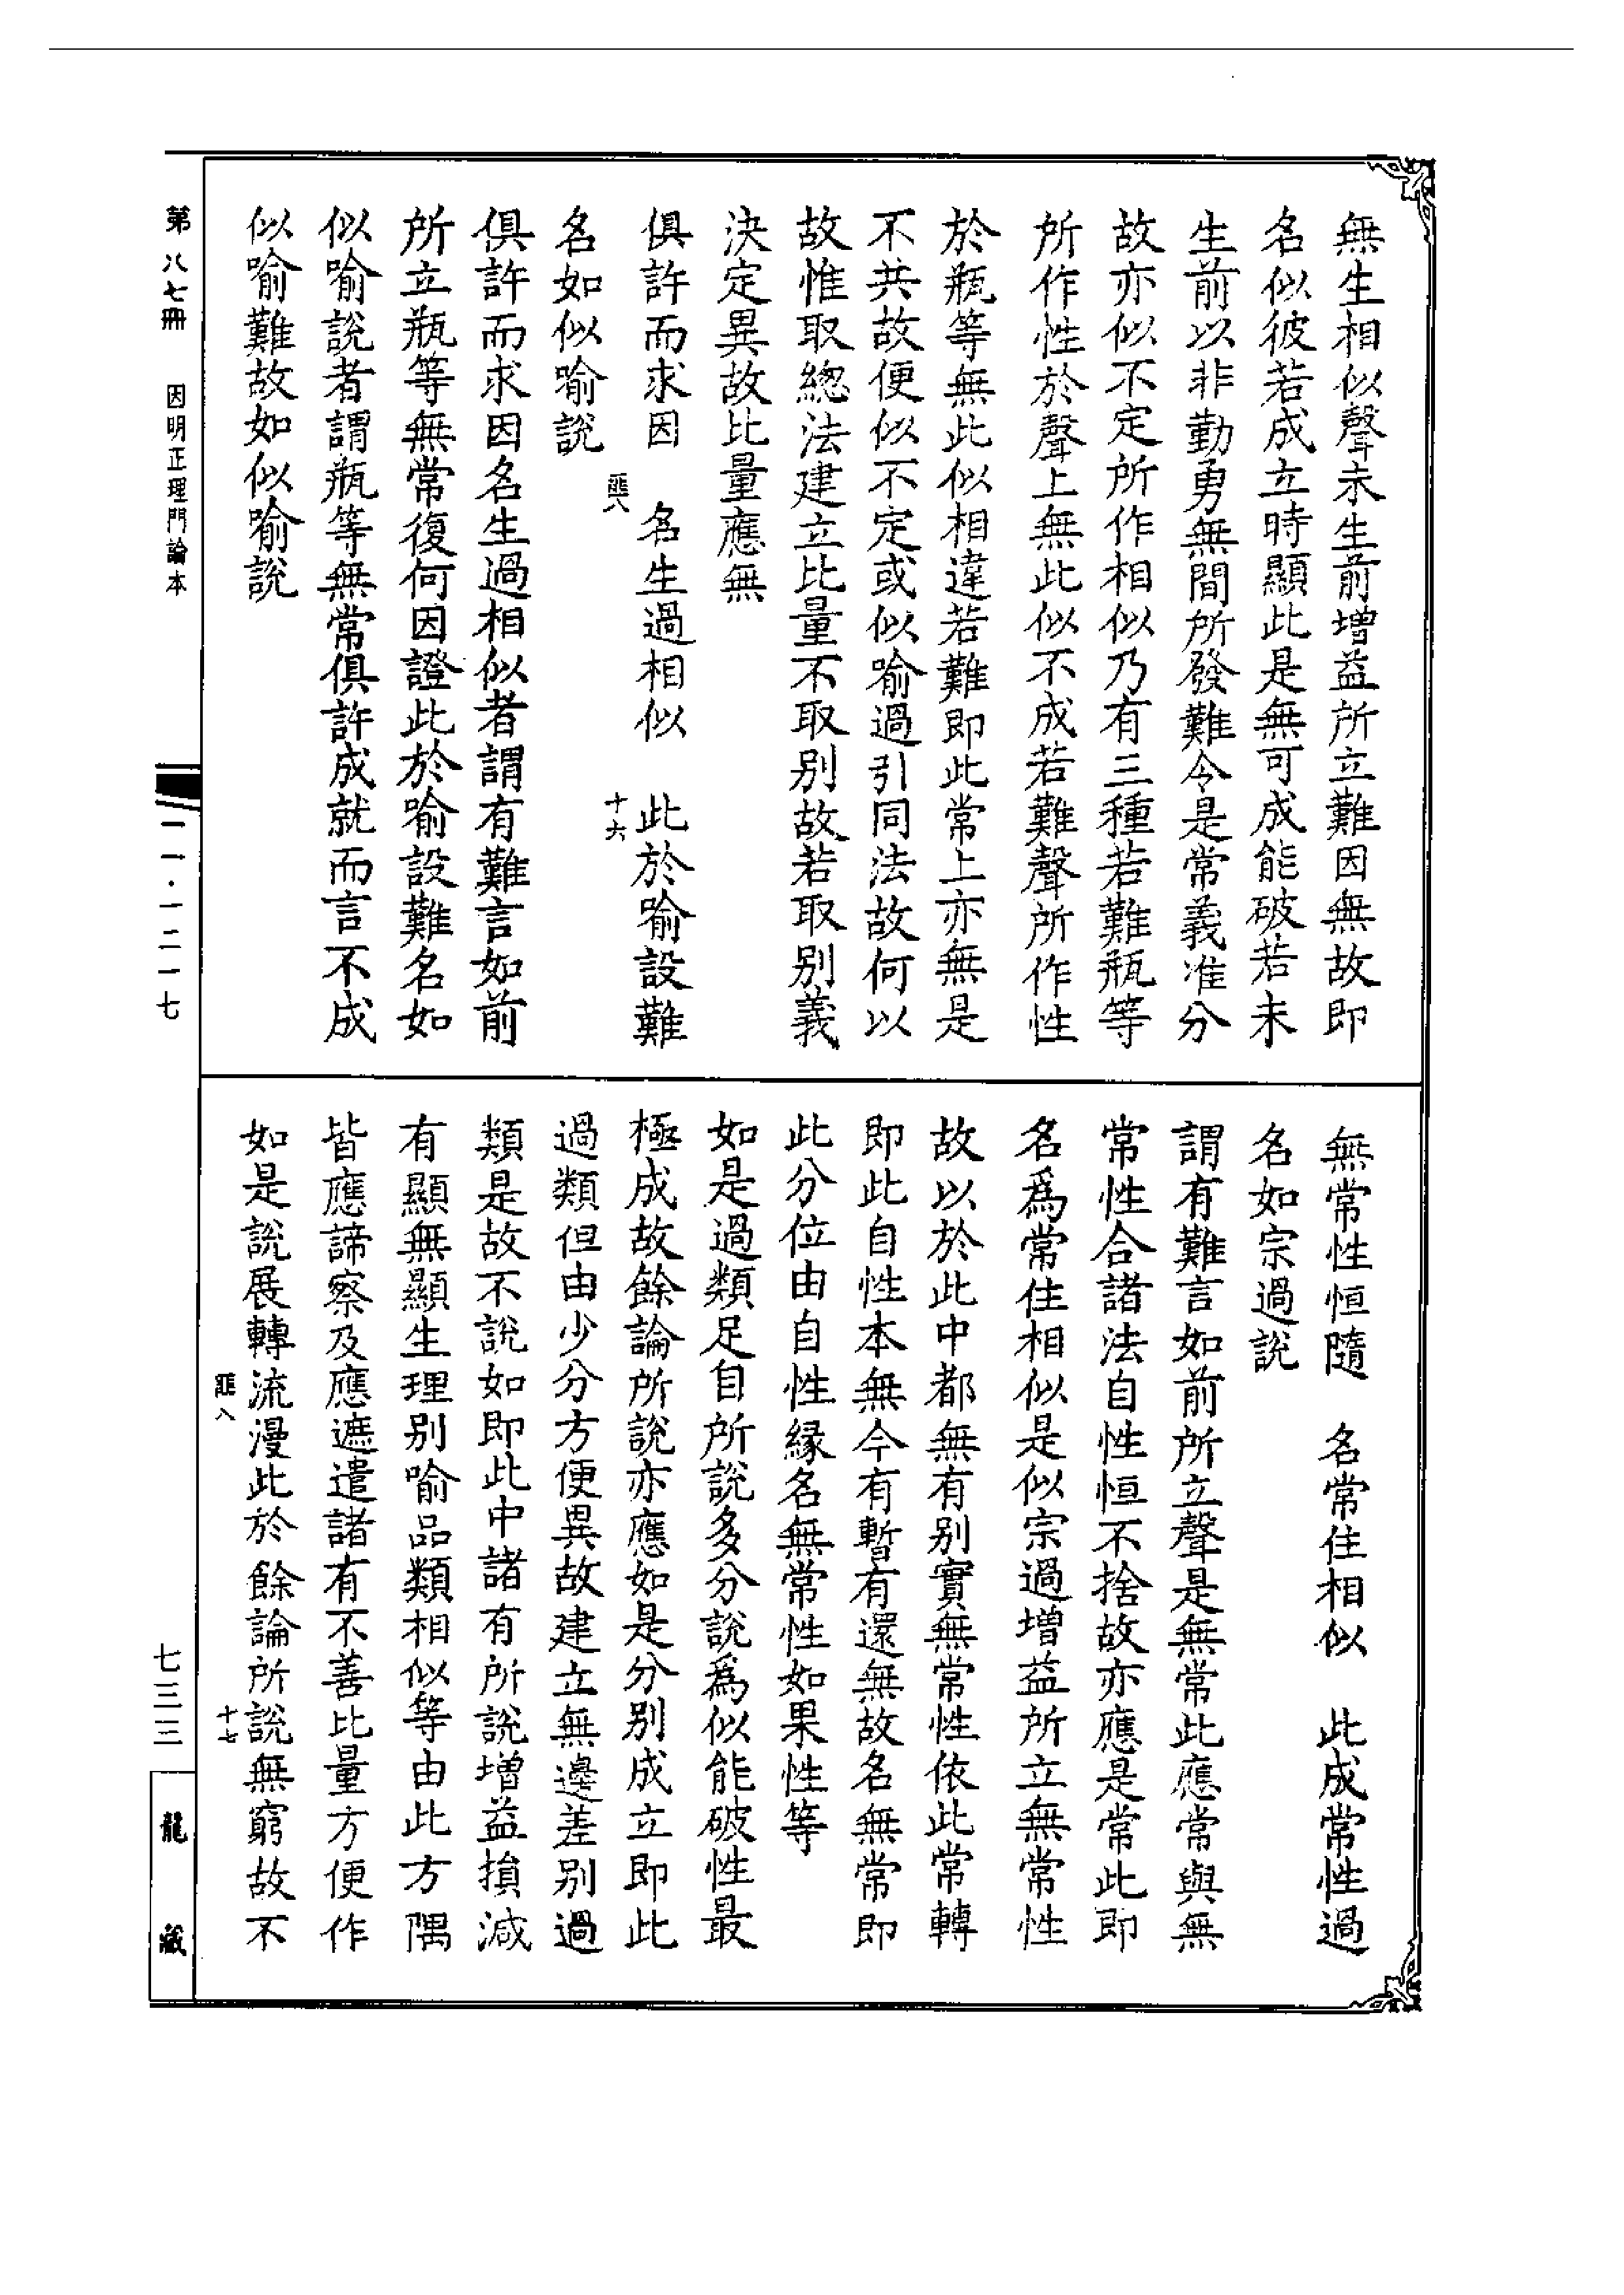 無生相似聲未生前增益所立難因無故即
名似彼若成立時顯此是無可成能破若未
生前以非勤勇無間所發難令是常義准分
故亦似不定所作相似乃有三種若難瓶等
所作性於聲上無此似不成若難聲所作性
於瓶等無此似相違若難即此常上亦無是
不共故便似不定或似喻過引同法故何以
故惟取總法建立比量不取別故若取別義
決定異故比量應無
俱許而求因　名生過相似　此於喻設難
名如似喻說
匪八　十六
俱許而求因名生過相似者謂有難言如前
所立瓶等無常復何因證此於喻設難名如
似喻說者謂瓶等無常俱許成就而言不成
似喻難故如似喻說
無常性恒隨　名常住相似　此成常性過
名如宗過說
謂有難言如前所立聲是無常此應常與無
常性合諸法自性恒不捨故亦應是常此即
名爲常住相似是似宗過增益所立無常性
故以於此中都無有別實無常性依此常轉
即此自性本無今有暫有還無故名無常即
此分位由自性緣名無常性如果性等
如是過類足目所說多分說爲似能破性最
極成故餘論所說亦應如是分別成立即此
過類但由少分方便異故建立無邊差別過
類是故不說如即此中諸有所說增益損減
有顯無顯生理別喻品類相似等由此方隅
皆應諦察及應遮遣諸有不善比量方便作
如是說展轉流漫此於餘論所說無窮故不
匪八　十七
第八七冊　因明正理門論本
一一·一二一七
七三三
龍藏